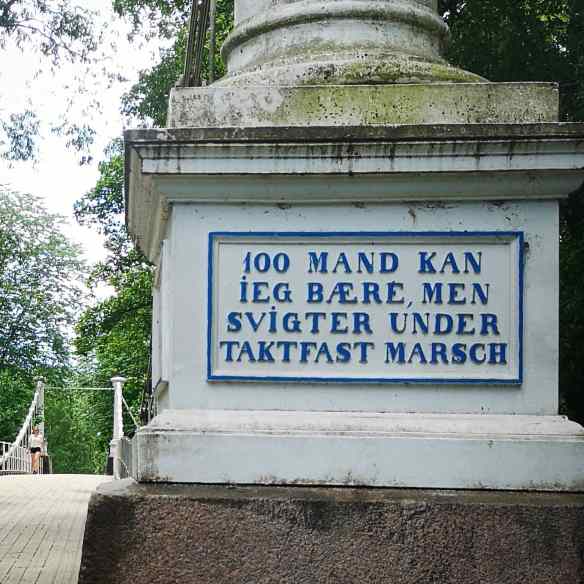 100 MAND KAN
iEG BÆRE, MEN
SViGTER UNDER
TAKTFAST MARSCH